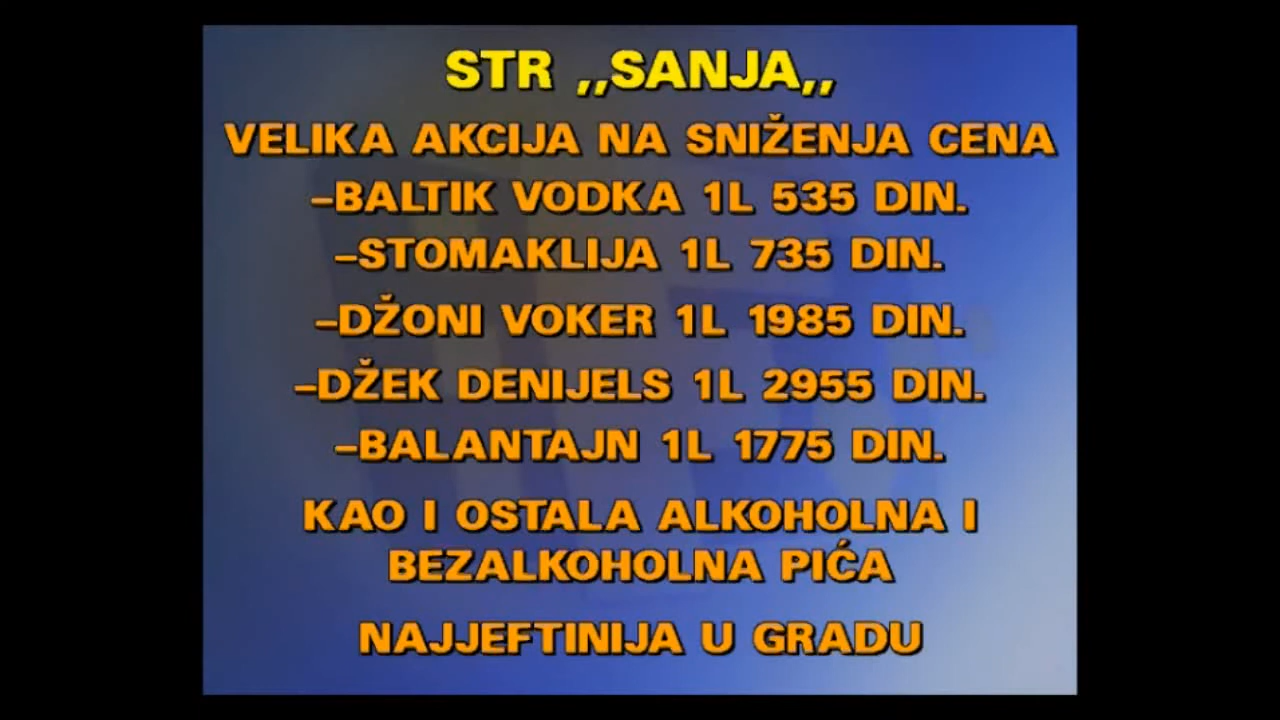 STR ,,SANJA,,
VELIKA AKCIJA NA SNIŽENJA CENA
–BALTIK VODKA 1L 535 DIN.
–STOMAKLIJA 1L 735 DIN.
–DŽONI VOKER 1L 1985 DIN.
–DŽEK DENIJELS 1L 2955 DIN.
–BALANTAJN 1L 1775 DIN.
KAO I OSTALA ALKOHOLNA I
BEZALKOHOLNA PIĆA
NAJJEFTINIJA U GRADU